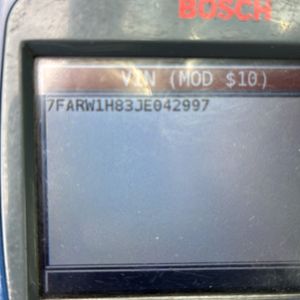 BOSCH
VIN (MOD $10)
7FARW1H83JE042997